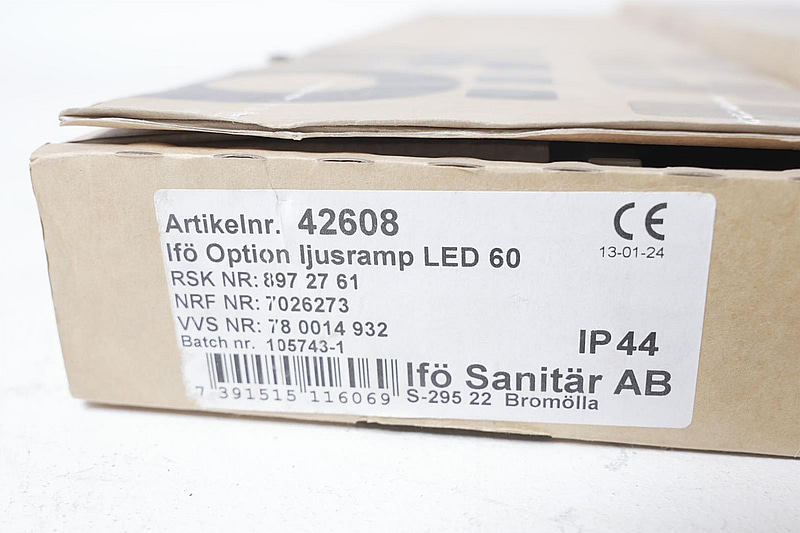 Artikelnr. 42608
CE
13-01-24
Ifö Option ljusramp LED 60
RSK NR: 897 27 61
NRF NR: 7026273
VVS NR: 78 0014 932
Batch nr. 105743-1
IP44
7 391515 116069
Ifö Sanitär AB
S-295 22 Bromölla